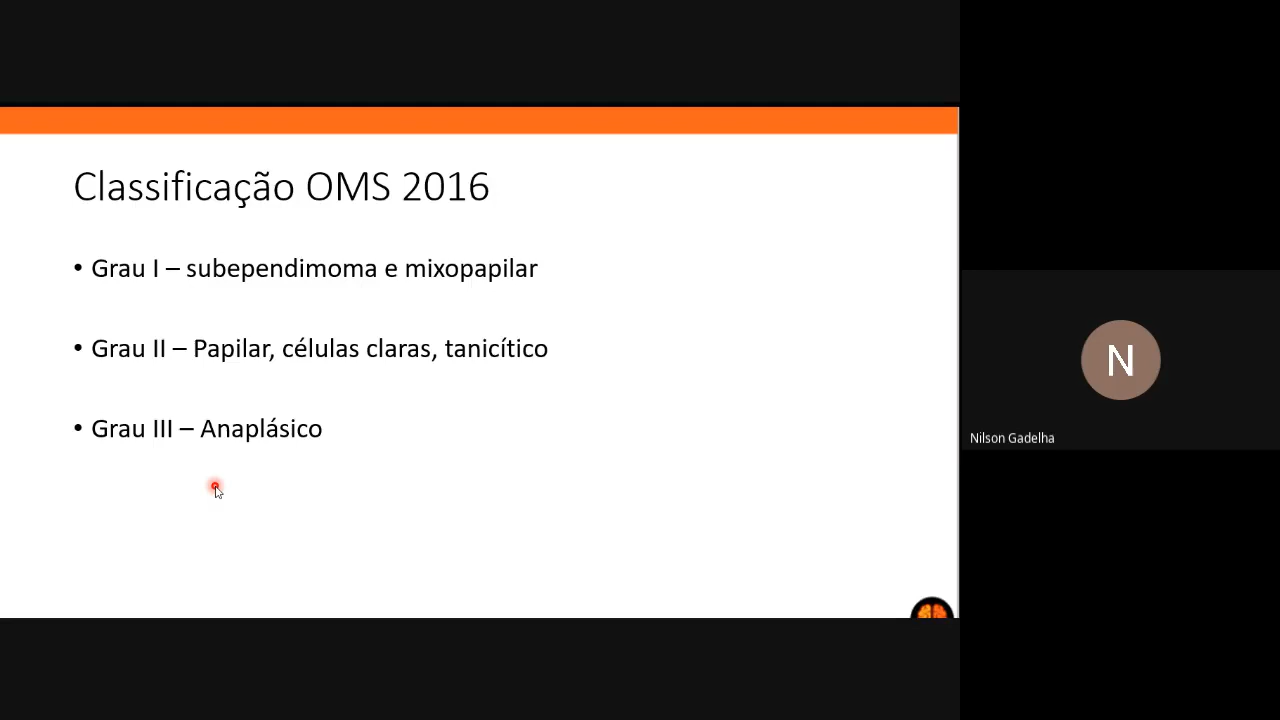 Classificação OMS 2016
• Grau I – subependimoma e mixopapilar
• Grau II – Papilar, células claras, tanicítico
• Grau III – Anaplásico
N
Nilson Gadelha